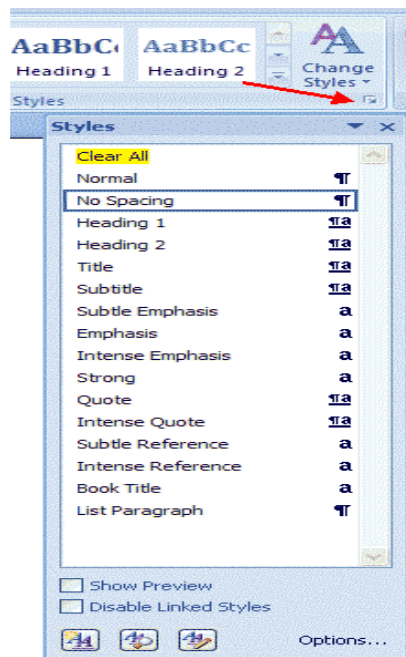 AaBbC AaBbCc
Heading 1 Heading 2 Change
Styles
Styles
Styles
Clear All
Normal ¶
No Spacing ¶
Heading 1 ¶a
Heading 2 ¶a
Title ¶a
Subtitle ¶a
Subtle Emphasis a
Emphasis a
Intense Emphasis a
Strong a
Quote ¶a
Intense Quote ¶a
Subtle Reference a
Intense Reference a
Book Title a
List Paragraph ¶
Show Preview
Disable Linked Styles
Options...